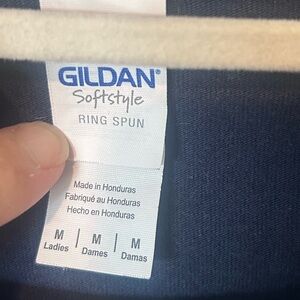 GILDAN®
Softstyle
RING SPUN
Made in Honduras
Fabriqué au Honduras
Hecho en Honduras
M | M | M
Ladies | Dames | Damas